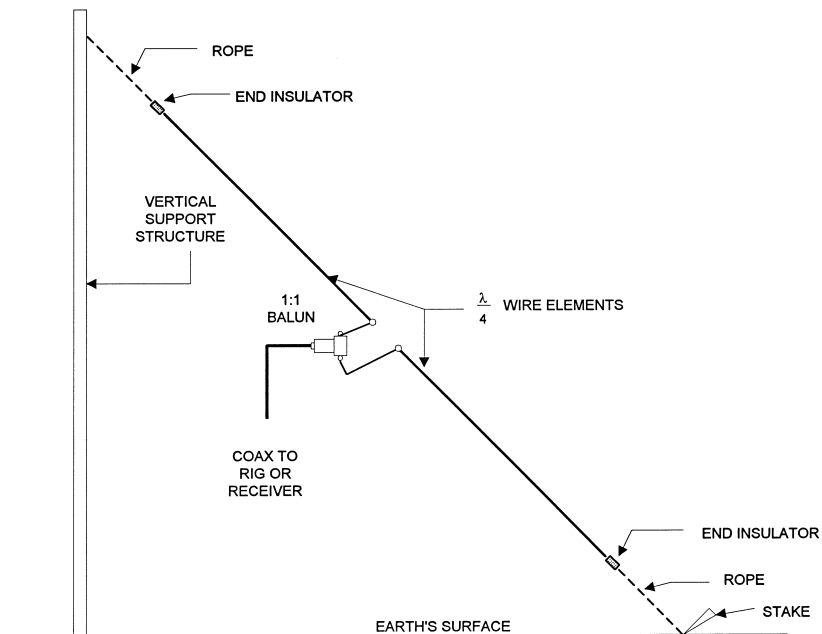 ROPE
END INSULATOR
VERTICAL
SUPPORT
STRUCTURE
1:1
BALUN
λ
4
WIRE ELEMENTS
COAX TO
RIG OR
RECEIVER
END INSULATOR
ROPE
STAKE
EARTH'S SURFACE